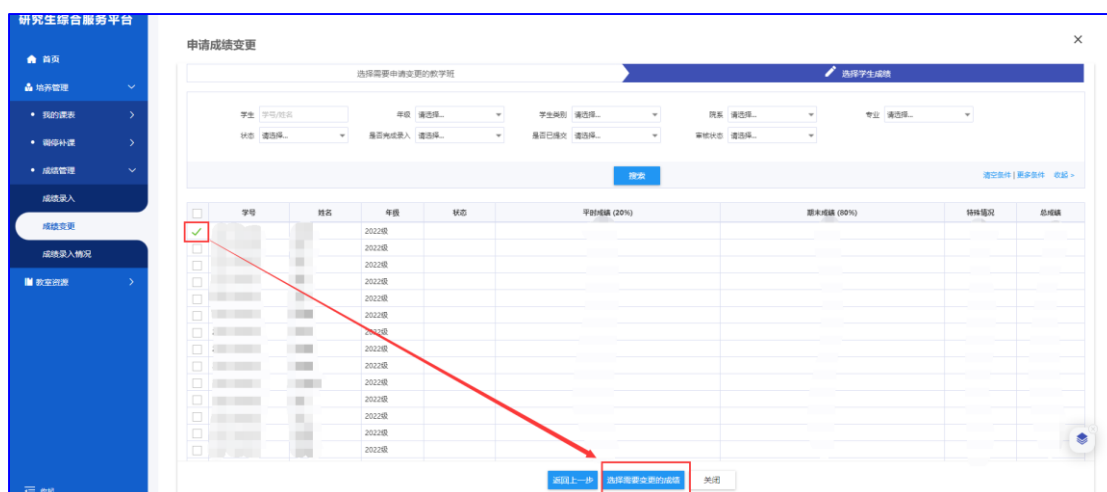 研究生综合服务平台
申请成绩变更
×
首页
选择需要申请变更的教学班
选择学生成绩
培养管理
我的课表
学生 学号/姓名 年级 请选择... 学生类别 请选择... 院系 请选择... 专业 请选择...
状态 请选择... 是否完成录入 请选择... 是否已提交 请选择... 审核状态 请选择...
调停补课
成绩管理
搜索
清空条件 | 更多条件 收起 >
成绩录入
成绩变更
成绩录入情况
教室资源
学号 姓名 年级 状态 平时成绩 (20%) 期末成绩 (80%) 特殊情况 总成绩
2022级
2022级
2022级
2022级
2022级
2022级
2022级
2022级
2022级
2022级
2022级
2022级
2022级
2022级
返回上一步 选择需要变更的成绩 关闭